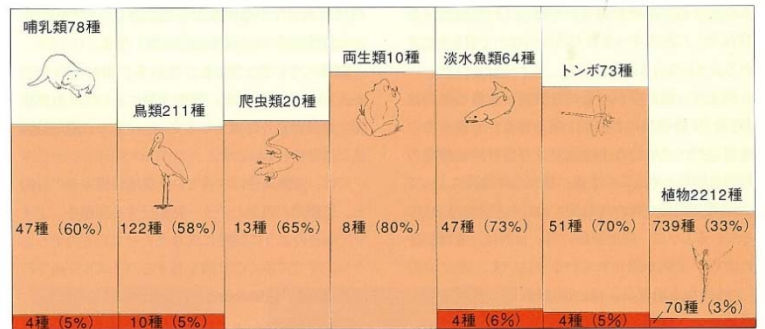 哺乳類78種
47種（60%）
4種（5%）
鳥類211種
122種（58%）
10種（5%）
爬虫類20種
13種（65%）
両生類10種
8種（80%）
淡水魚類64種
47種（73%）
4種（6%）
トンボ73種
51種（70%）
4種（5%）
植物2212種
739種（33%）
70種（3%）